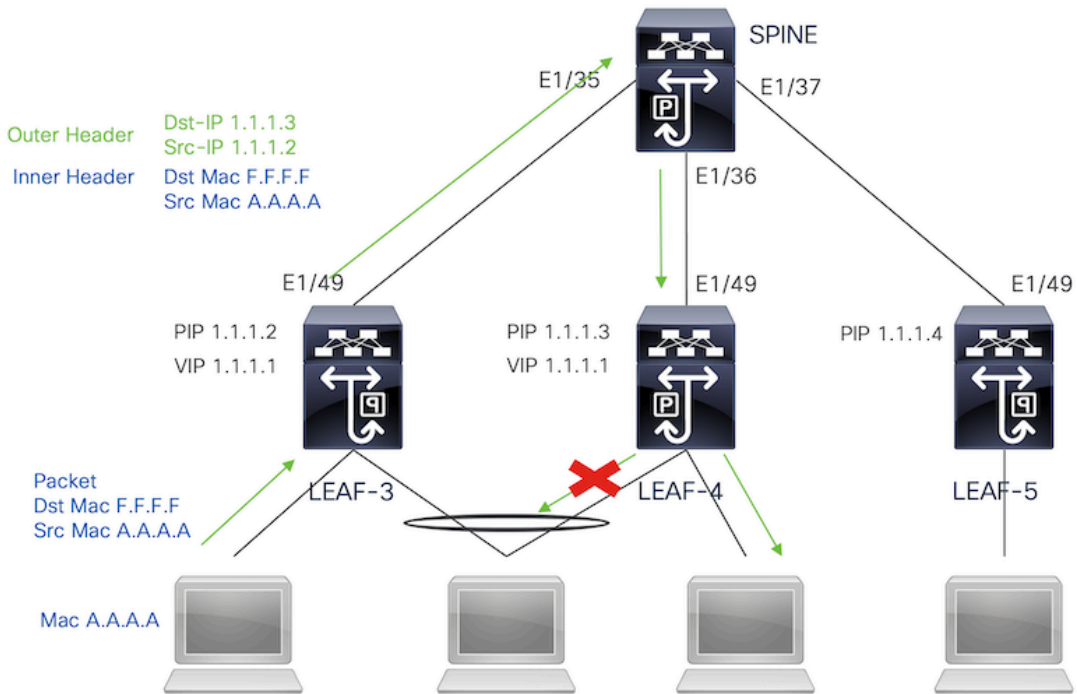 SPINE
E1/35
E1/37
Outer Header
Dst-IP 1.1.1.3
Src-IP 1.1.1.2
Inner Header
Dst Mac F.F.F.F
Src Mac A.A.A.A
P
E1/36
E1/49
E1/49
E1/49
PIP 1.1.1.2
VIP 1.1.1.1
PIP 1.1.1.3
VIP 1.1.1.1
PIP 1.1.1.4
P
P
P
Packet
Dst Mac F.F.F.F
Src Mac A.A.A.A
LEAF-3
LEAF-4
LEAF-5
Mac A.A.A.A